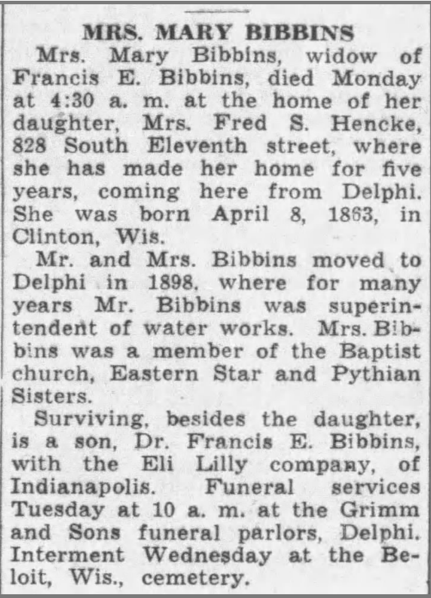 MRS. MARY BIBBINS
Mrs. Mary Bibbins, widow of
Francis E. Bibbins, died Monday
at 4:30 a. m. at the home of her
daughter, Mrs. Fred S. Hencke,
828 South Eleventh street, where
she has made her home for five
years, coming here from Delphi.
She was born April 8, 1863, in
Clinton, Wis.
Mr. and Mrs. Bibbins moved to
Delphi in 1898, where for many
years Mr. Bibbins was superin-
tendent of water works. Mrs. Bib-
bins was a member of the Baptist
church, Eastern Star and Pythian
Sisters.
Surviving, besides the daughter,
is a son, Dr. Francis E. Bibbins,
with the Eli Lilly company, of
Indianapolis. Funeral services
Tuesday at 10 a. m. at the Grimm
and Sons funeral parlors, Delphi.
Interment Wednesday at the Be-
loit, Wis., cemetery.